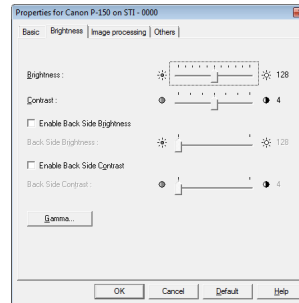 Properties for Canon P-150 on STI - 0000
Basic Brightness Image processing Others
Brightness : 128
Contrast : 4
Enable Back Side Brightness
Back Side Brightness : 128
Enable Back Side Contrast
Back Side Contrast : 4
Gamma...
OK Cancel Default Help